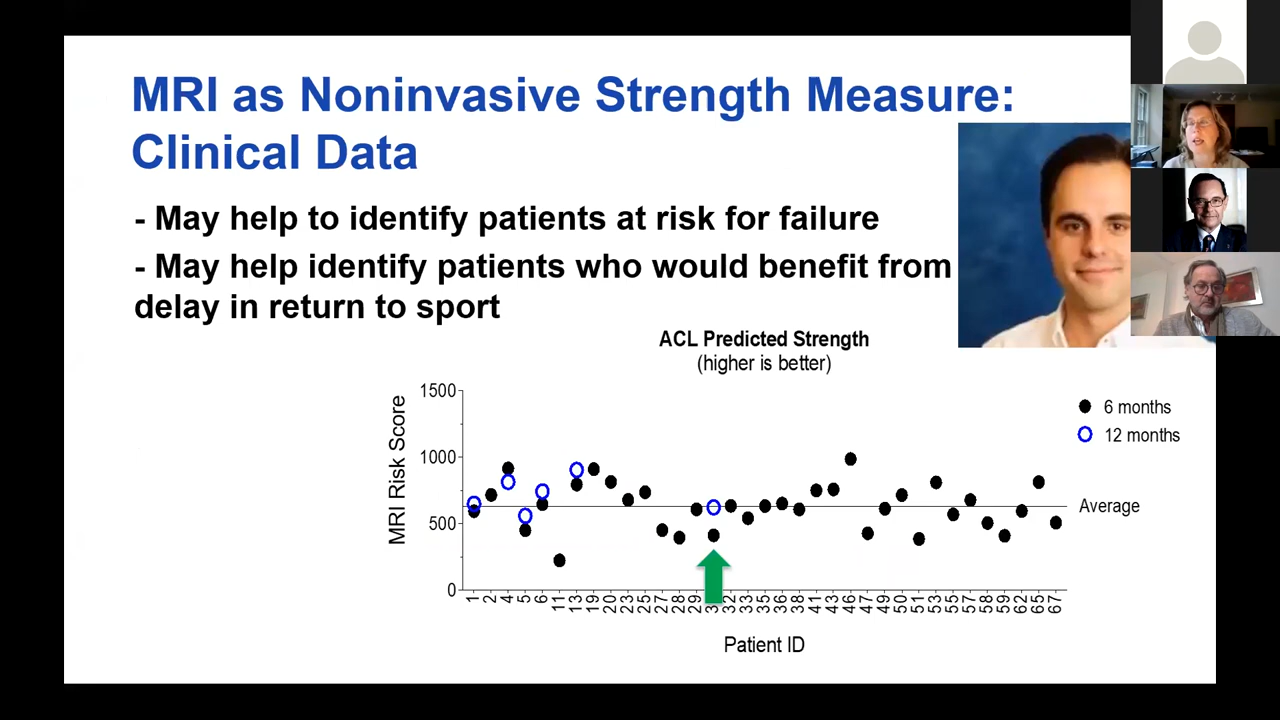 MRI as Noninvasive Strength Measure:
Clinical Data
- May help to identify patients at risk for failure
- May help identify patients who would benefit from
delay in return to sport
ACL Predicted Strength
(higher is better)
MRI Risk Score
1500
1000
500
0
6 months
12 months
Average
1 2 4 5 6 11 13 19 20 23 25 27 28 29 32 33 35 36 38 41 43 46 47 49 50 51 53 55 57 58 59 62 65 67
Patient ID